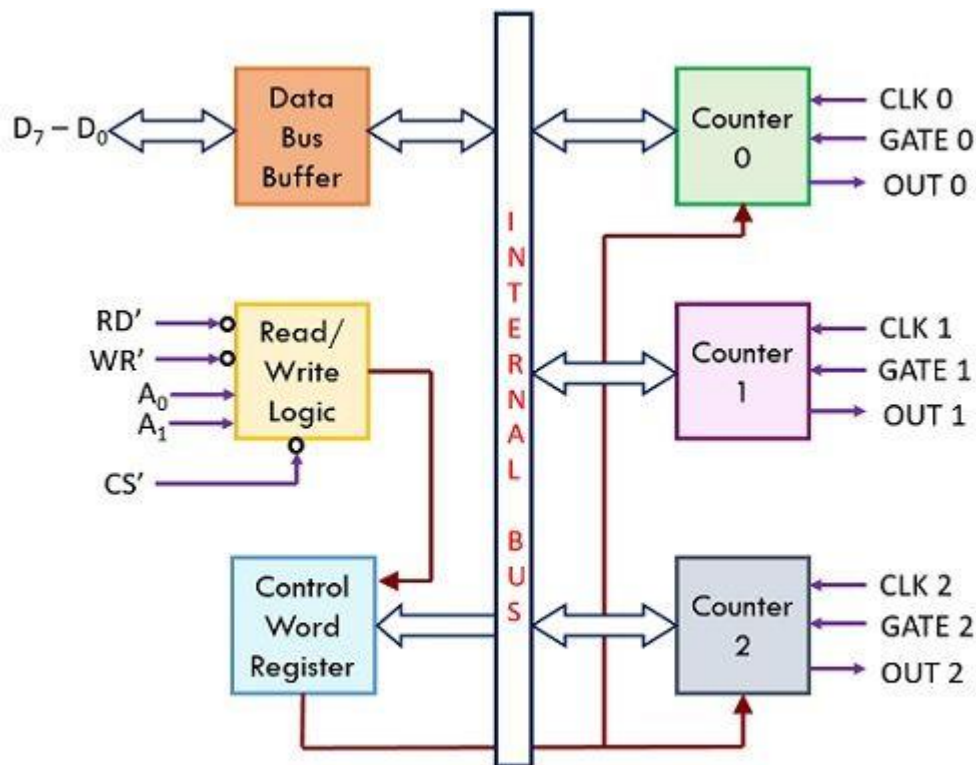 D₇ – D₀
Data
Bus
Buffer
Counter
0
CLK 0
GATE 0
OUT 0
RD’
WR’
A₀
A₁
CS’
Read/
Write
Logic
INTERNAL BUS
Counter
1
CLK 1
GATE 1
OUT 1
Control
Word
Register
Counter
2
CLK 2
GATE 2
OUT 2